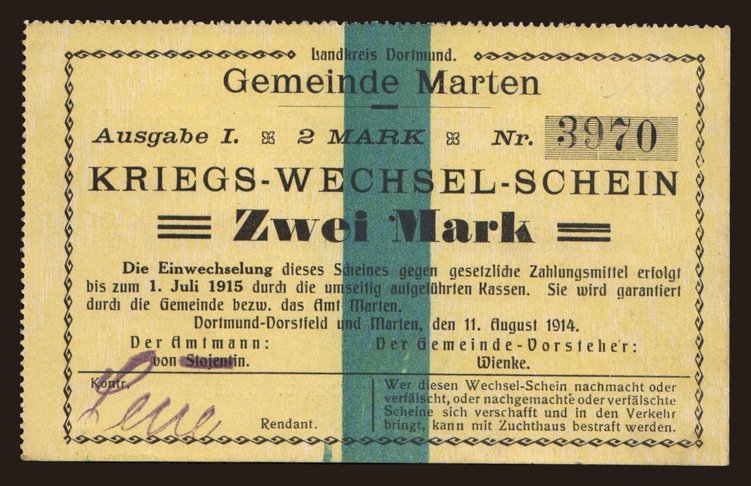 Landkreis Dortmund.
Gemeinde Marten
Ausgabe I. 2 MARK Nr. 3970
KRIEGS-WECHSEL-SCHEIN
Zwei Mark
Die Einwechselung dieses Scheines gegen gesetzliche Zahlungsmittel erfolgt
bis zum 1. Juli 1915 durch die umseitig aufgeführten Kassen. Sie wird garantiert
durch die Gemeinde bezw. das Amt Marten.
Dortmund-Dorstfeld und Marten, den 11. August 1914.
Der Amtmann: Der Gemeinde-Vorsteher:
von Stojentin. Wienke.
Kontr.
Rendant.
Wer diesen Wechsel-Schein nachmacht oder
verfälscht, oder nachgemachte oder verfälschte
Scheine sich verschafft und in den Verkehr
bringt, kann mit Zuchthaus bestraft werden.